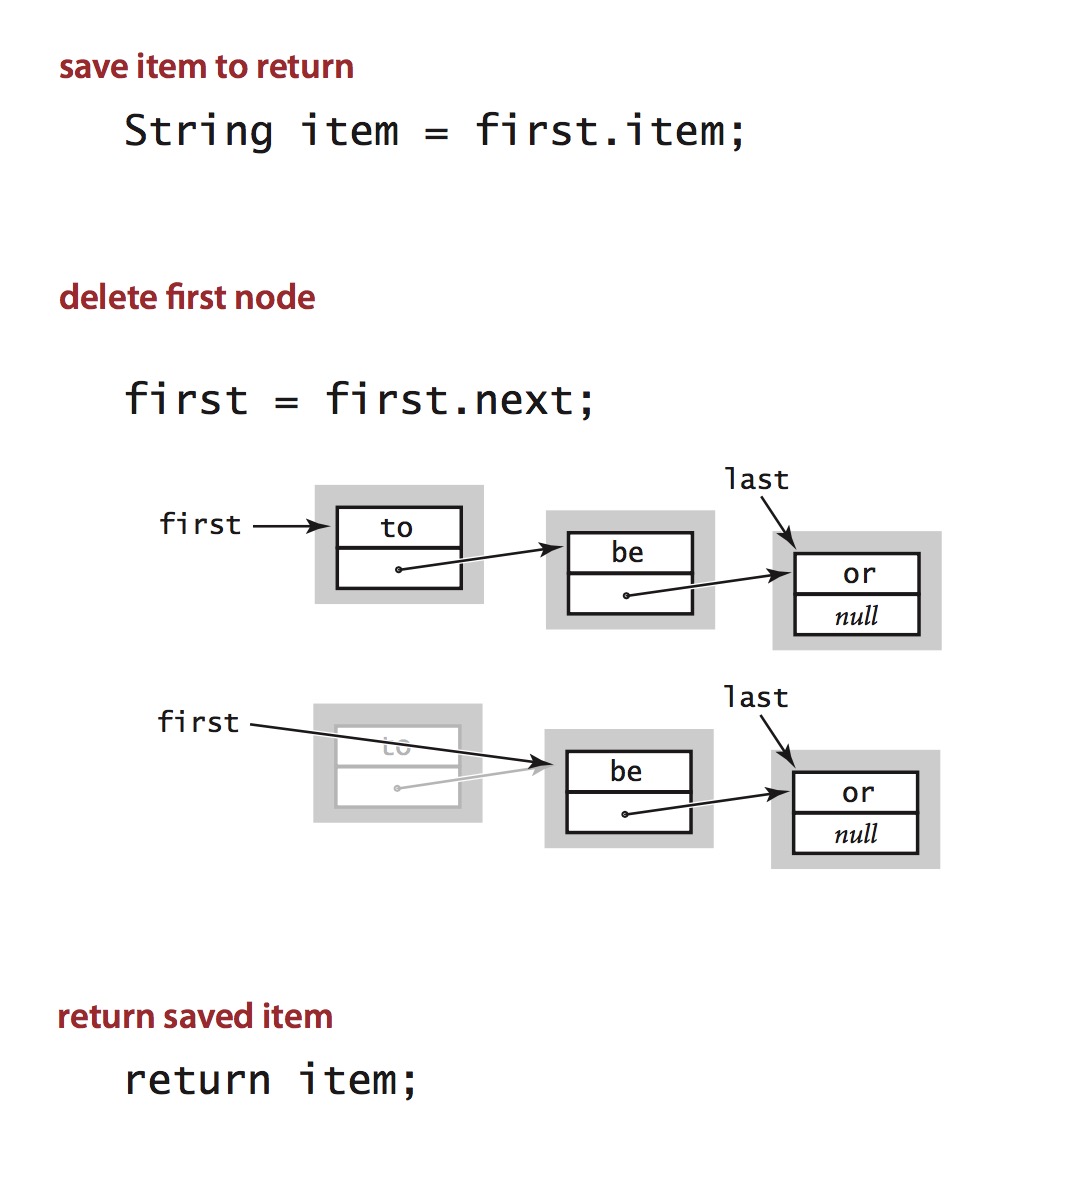 save item to return
String item = first.item;
delete first node
first = first.next;
last
first
to
be
or
null
last
first
to
be
or
null
return saved item
return item;